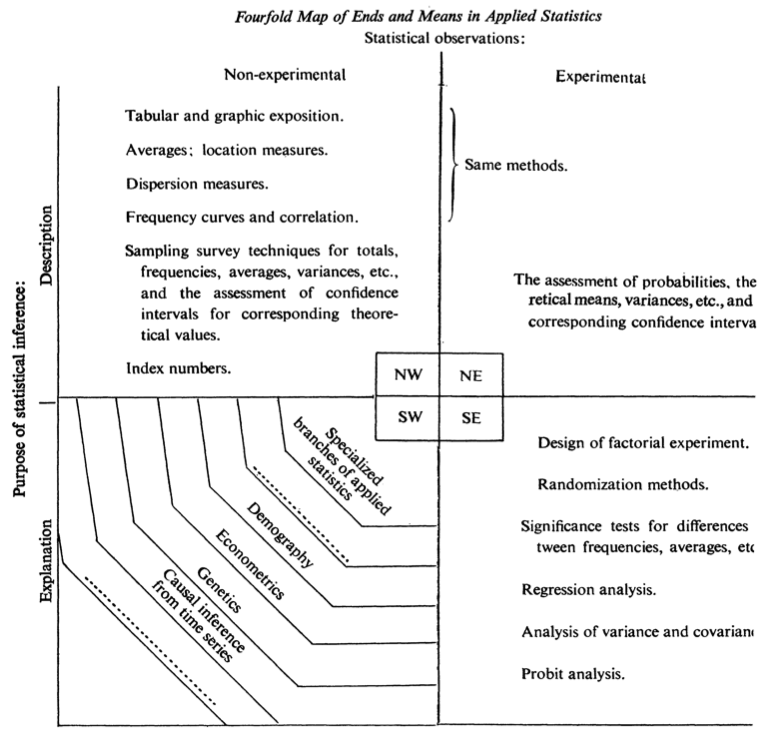 Fourfold Map of Ends and Means in Applied Statistics
Statistical observations:
Non-experimental
Experimental
Purpose of statistical inference:
Description
Tabular and graphic exposition.
Averages; location measures.
Dispersion measures.
Frequency curves and correlation.
Same methods.
Sampling survey techniques for totals,
frequencies, averages, variances, etc.,
and the assessment of confidence
intervals for corresponding theore-
tical values.
Index numbers.
The assessment of probabilities, the
retical means, variances, etc., and
corresponding confidence interva
NW
NE
SW
SE
Explanation
Specialized
branches of applied
statistics
Demography
Econometrics
Genetics
Causal inference
from time series
Design of factorial experiment.
Randomization methods.
Significance tests for differences
tween frequencies, averages, etc
Regression analysis.
Analysis of variance and covarian
Probit analysis.